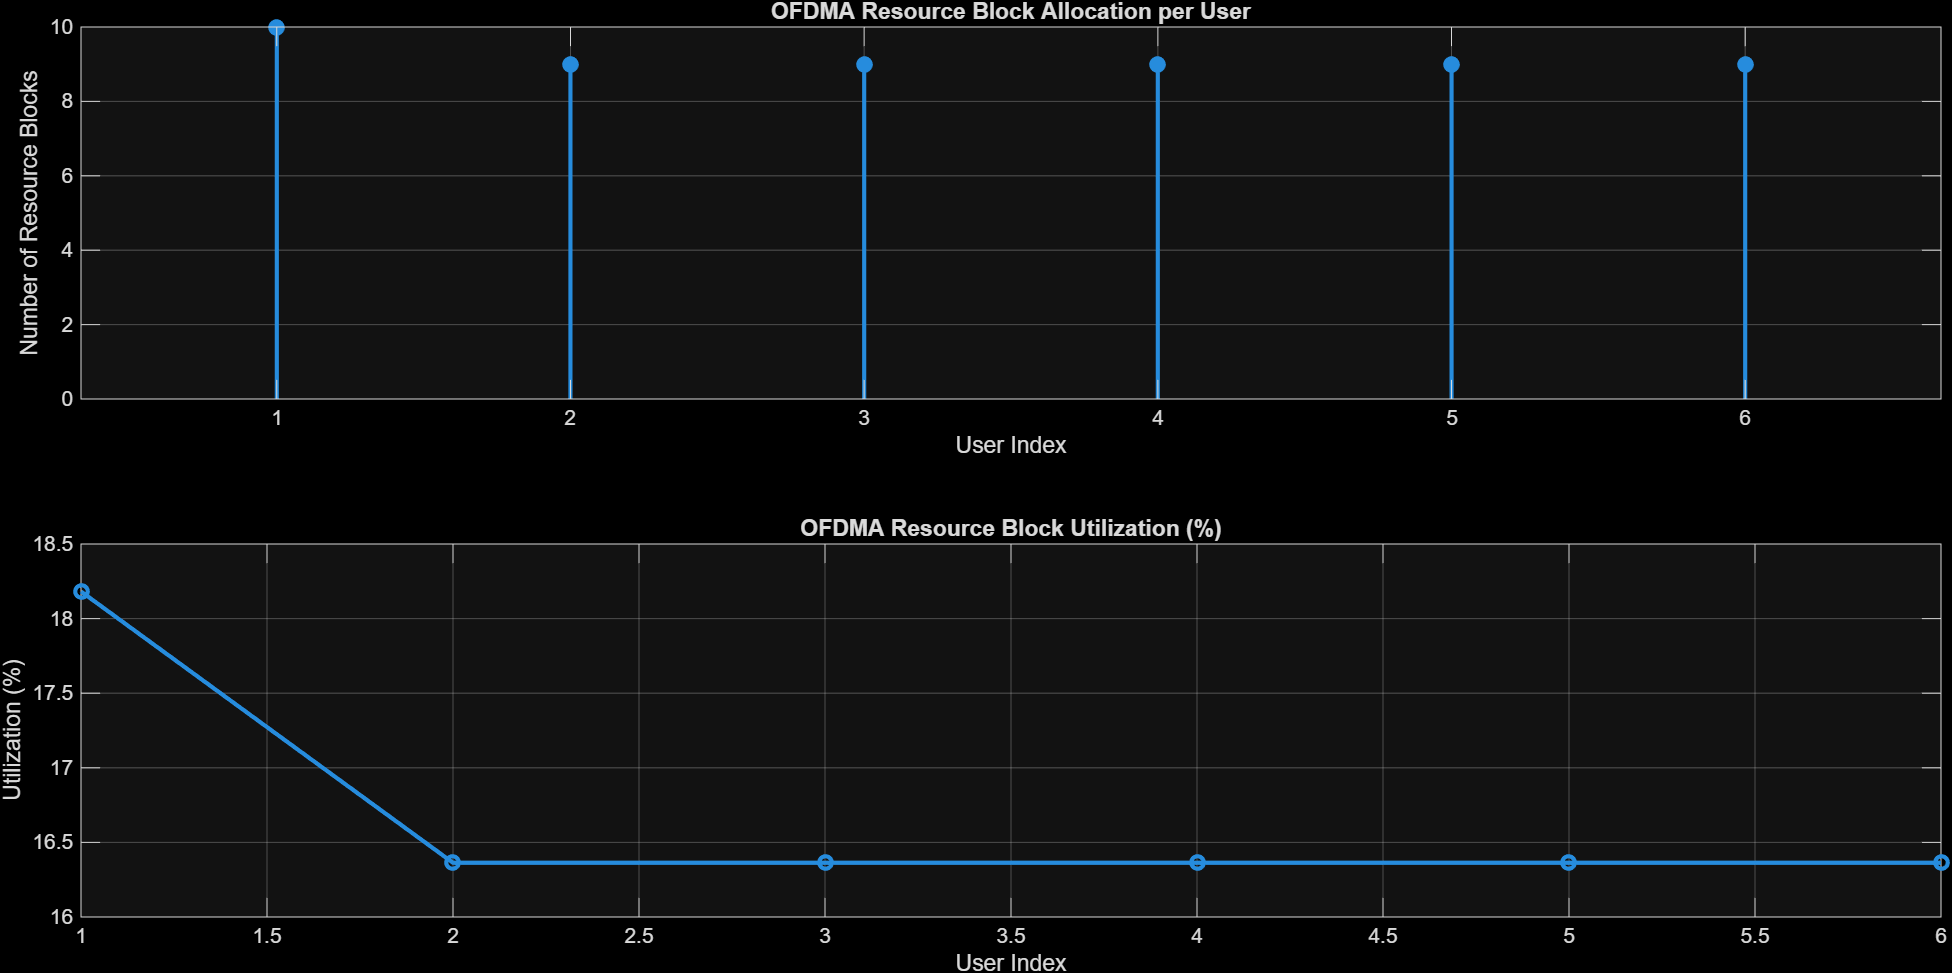 OFDMA Resource Block Allocation per User
Number of Resource Blocks
10
8
6
4
2
0
1 2 3 4 5 6
User Index
OFDMA Resource Block Utilization (%)
Utilization (%)
18.5
18
17.5
17
16.5
16
1 1.5 2 2.5 3 3.5 4 4.5 5 5.5 6
User Index